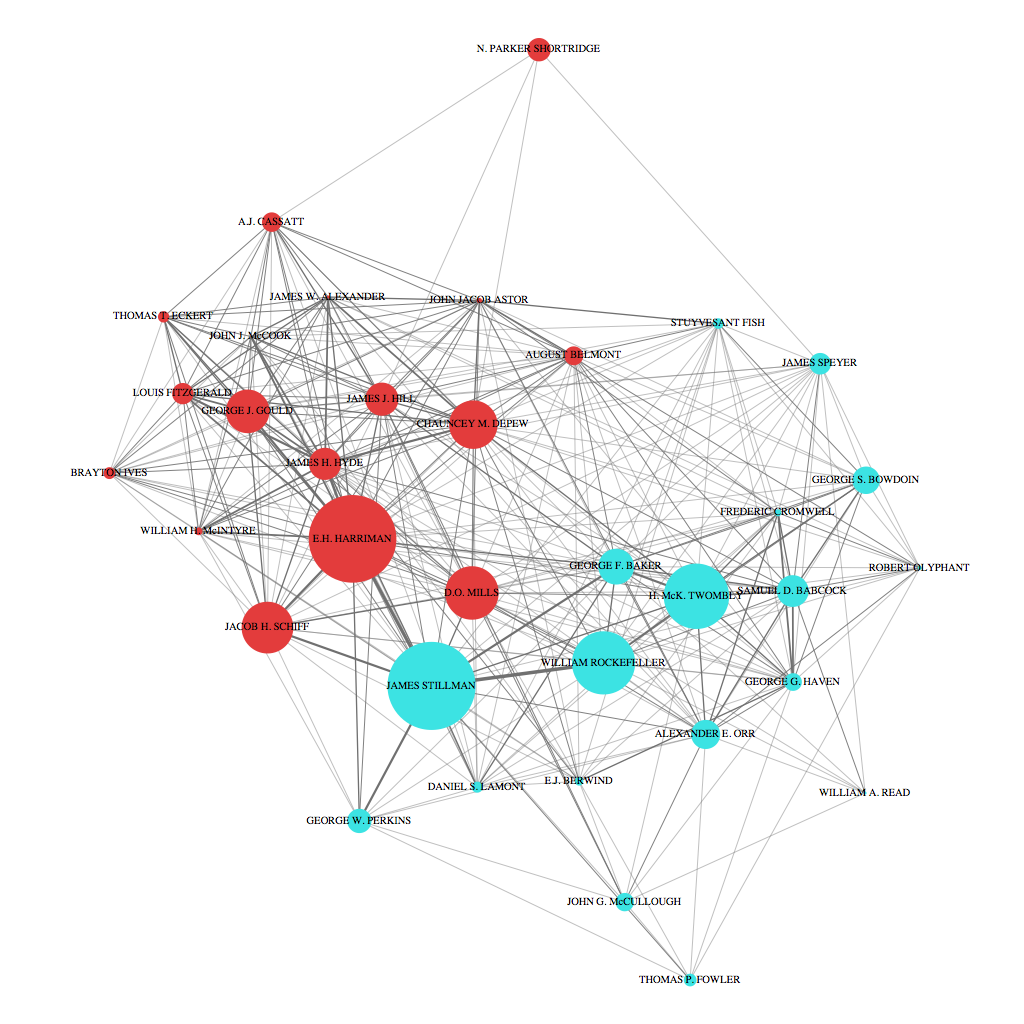 N. PARKER SHORTRIDGE
A.J. CASSATT
JAMES W. ALEXANDER
JOHN JACOB ASTOR
THOMAS T. ECKERT
STUYVESANT FISH
JOHN J. McCOOK
AUGUST BELMONT
JAMES SPEYER
LOUIS FITZGERALD
JAMES J. HILL
GEORGE J. GOULD
CHAUNCEY M. DEPEW
JAMES H. HYDE
BRAYTON IVES
GEORGE S. BOWDOIN
FREDERIC CROMWELL
WILLIAM H. McINTYRE
E.H. HARRIMAN
GEORGE F. BAKER
ROBERT OLYPHANT
D.O. MILLS
H. McK. TWOMBLEY
SAMUEL D. BABCOCK
JACOB H. SCHIFF
WILLIAM ROCKEFELLER
GEORGE G. HAVEN
JAMES STILLMAN
ALEXANDER E. ORR
E.J. BERWIND
DANIEL S. LAMONT
WILLIAM A. READ
GEORGE W. PERKINS
JOHN G. McCULLOUGH
THOMAS P. FOWLER